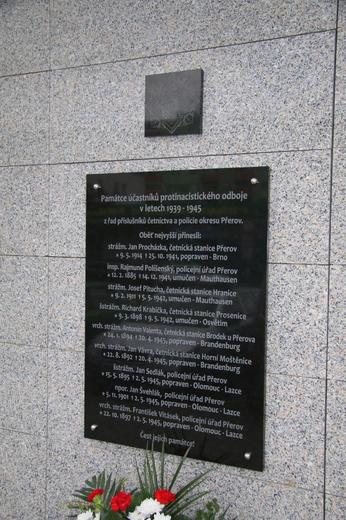 Památce účastníků protinacistického odboje
v letech 1939 - 1945
z řad příslušníků četnictva a policie okresu Přerov.
Oběť nejvyšší přinesli:
strážm. Jan Procházka, četnická stanice Přerov
* 9. 5. 1914 † 25. 10. 1941, popraven - Brno
insp. Rajmund Polišenský, policejní úřad Přerov
* 12. 2. 1885 † 14. 12. 1941, umučen - Mauthausen
strážm. Josef Pitucha, četnická stanice Hranice
* 9. 2. 1911 † 5. 5. 1942, umučen - Mauthausen
šstrážm. Richard Krabička, četnická stanice Prosenice
* 9. 3. 1898 † 9. 5. 1942, umučen - Osvětim
vrch. strážm. Antonín Valenta, četnická stanice Brodek u Přerova
* 24. 1. 1894 † 20. 4. 1945, popraven - Brandenburg
vrch. strážm. Jan Vávra, četnická stanice Horní Moštěnice
* 22. 8. 1892 † 20. 4. 1945, popraven - Brandenburg
šstrážm. Jan Sedlák, policejní úřad Přerov
* 15. 5. 1895 † 2. 5. 1945, popraven - Olomouc - Lazce
npor. Jan Švehlák, policejní úřad Přerov
* 5. 11. 1901 † 2. 5. 1945, popraven - Olomouc - Lazce
vrch. strážm. František Vitásek, policejní úřad Přerov
* 22. 10. 1897 † 2. 5. 1945, popraven - Olomouc - Lazce
Čest jejich památce!